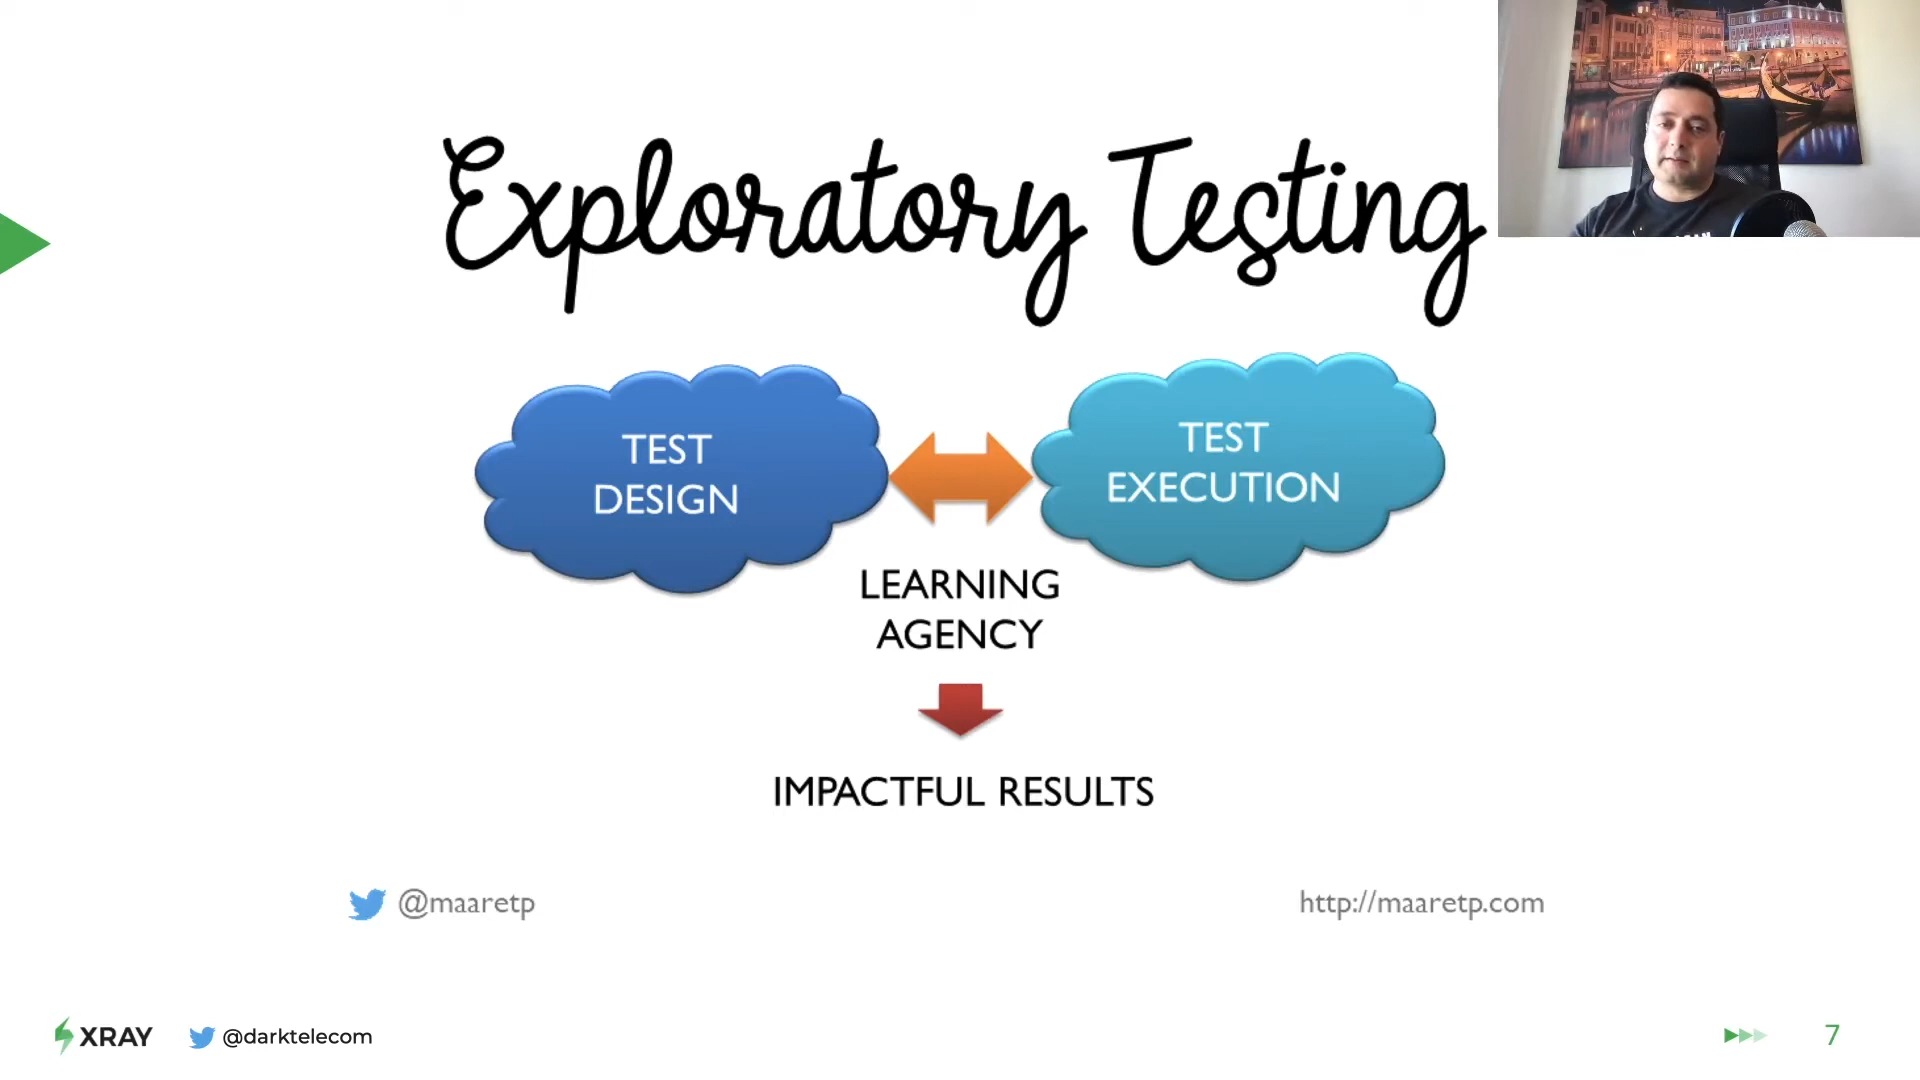 Exploratory Testing
TEST
DESIGN
TEST
EXECUTION
LEARNING
AGENCY
IMPACTFUL RESULTS
@maaretp
http://maaretp.com
XRAY
@darktelecom
7